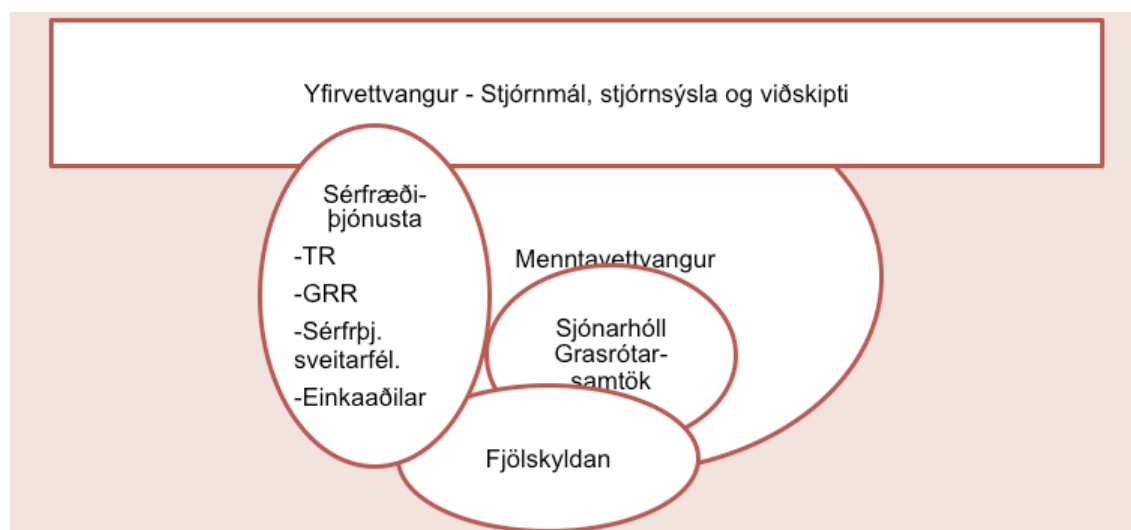 Yfirvettvangur - Stjórnmál, stjórnsýsla og viðskipti
Sérfræði-
þjónusta
-TR
-GRR
-Sérfrþj.
sveitarfél.
-Einkaaðilar
Menntavettvangur
Sjónarhóll
Grasrótar-
samtök
Fjölskyldan